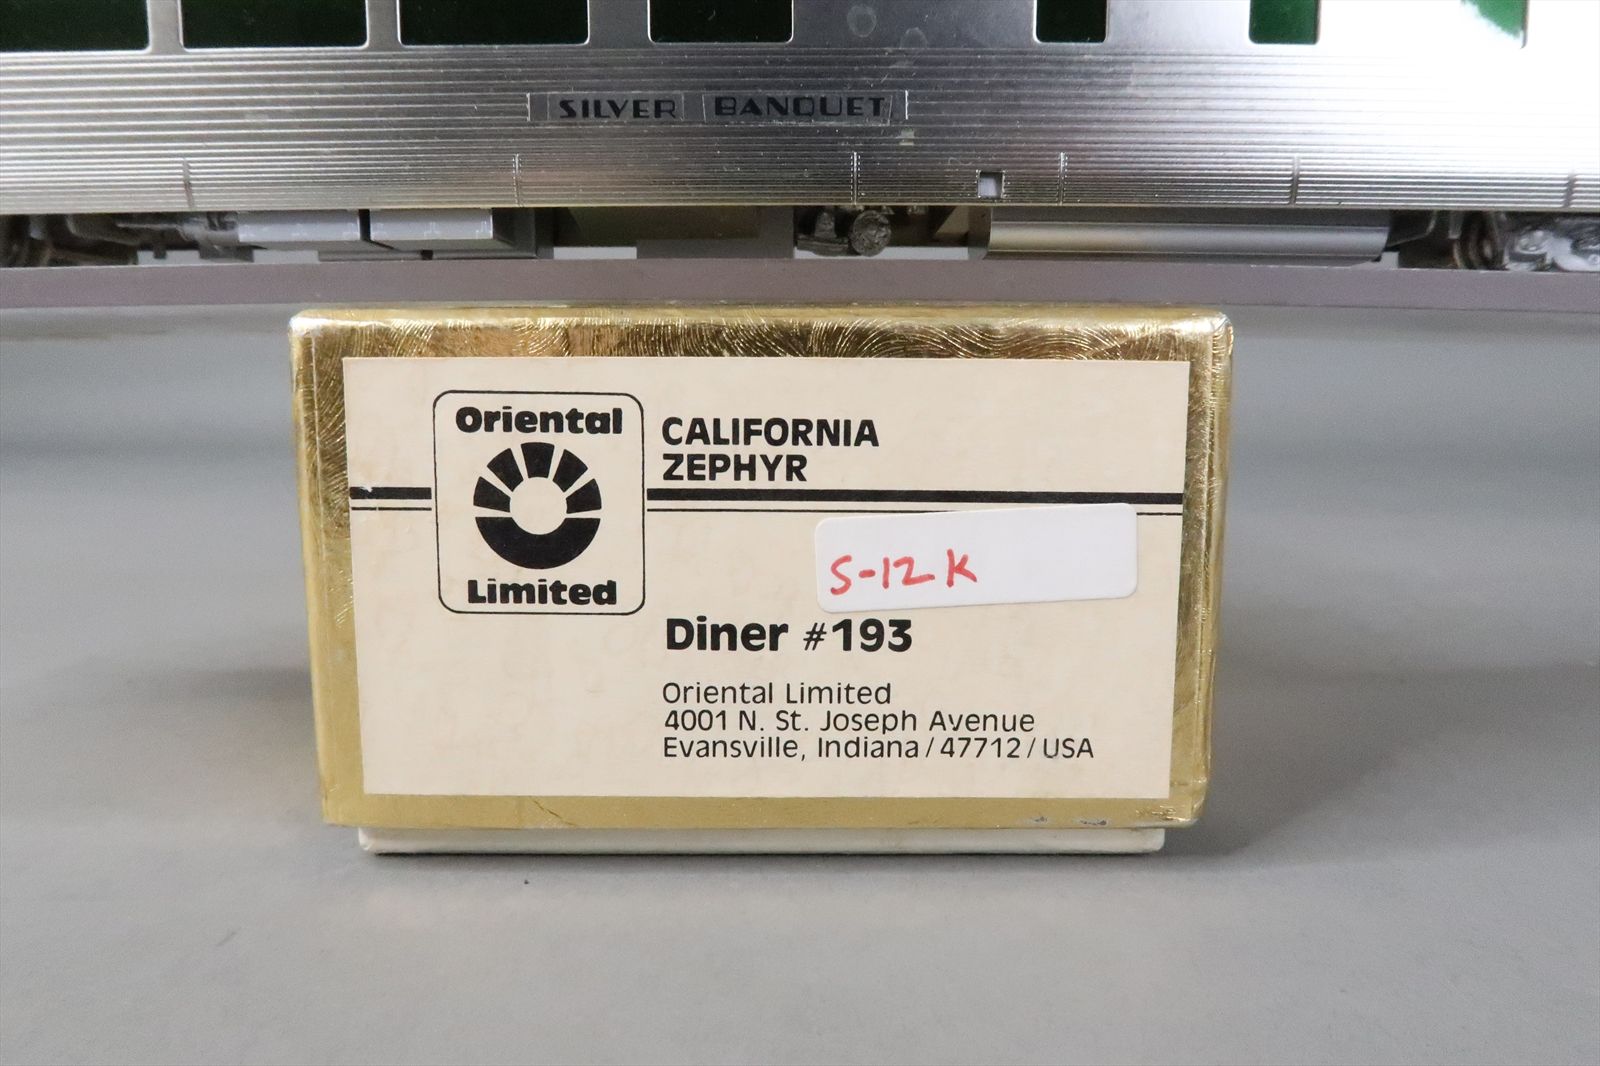 SILVER BANQUET
Oriental
Limited
CALIFORNIA
ZEPHYR
S-12K
Diner #193
Oriental Limited
4001 N. St. Joseph Avenue
Evansville, Indiana/47712/USA